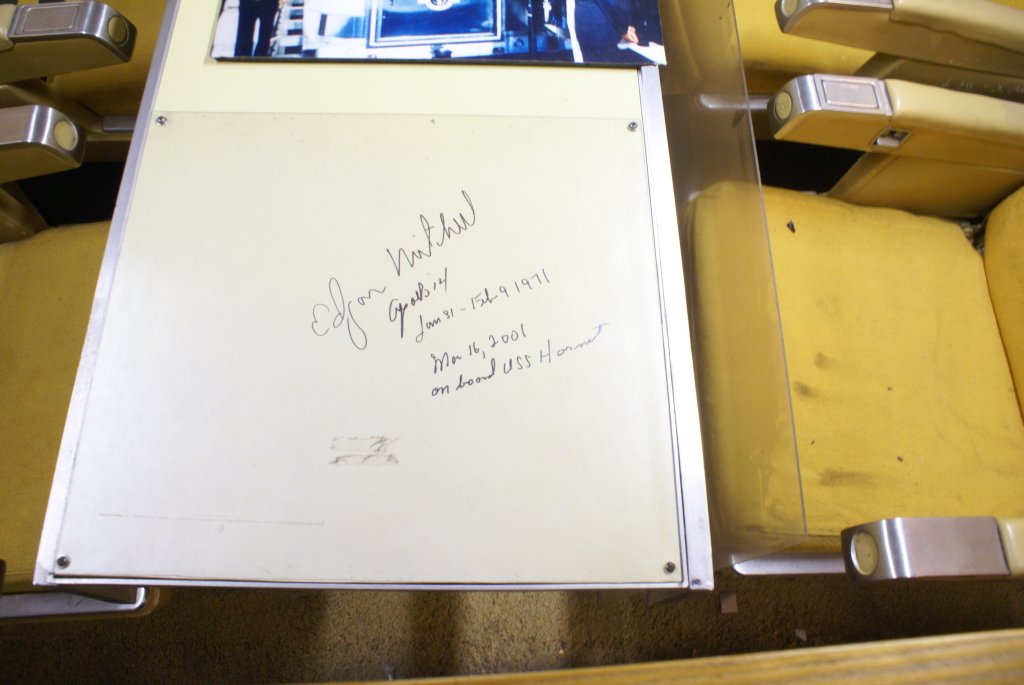 Edgar Mitchell
Apollo 14
Jan 31 - Feb 9 1971
Mar 16, 2001
on board USS Hornet